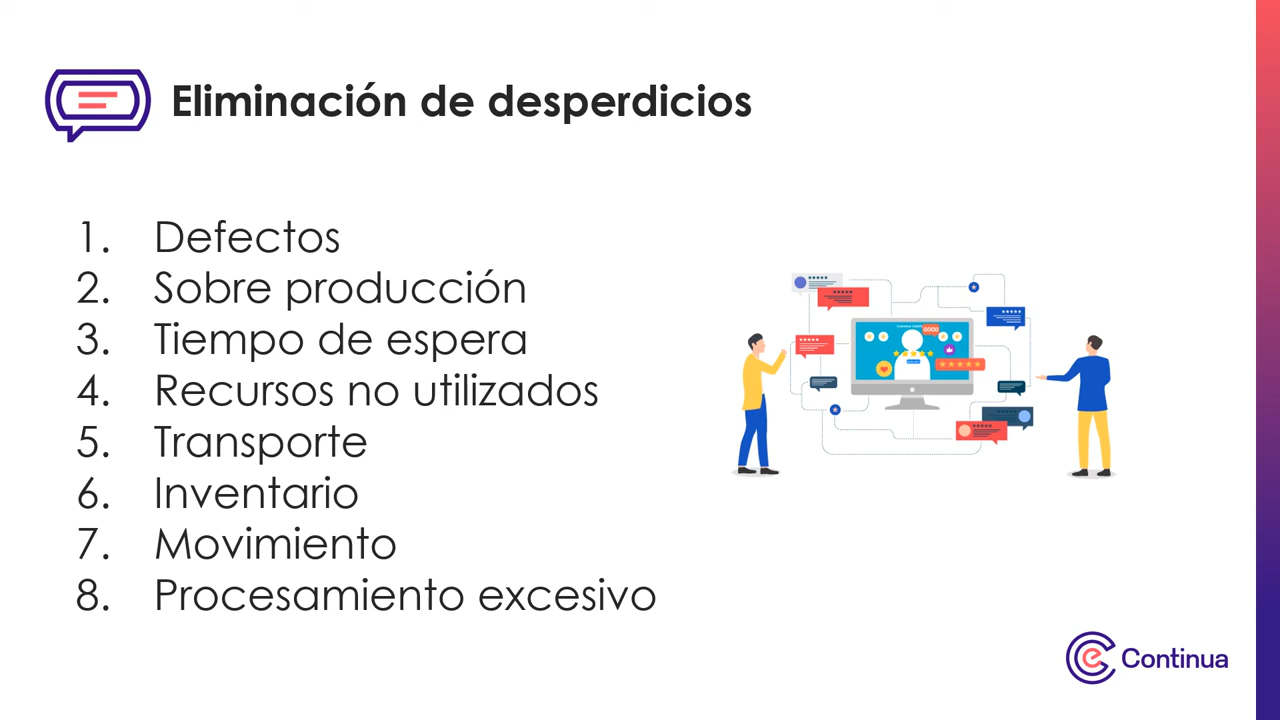 Eliminación de desperdicios
1. Defectos
2. Sobre producción
3. Tiempo de espera
4. Recursos no utilizados
5. Transporte
6. Inventario
7. Movimiento
8. Procesamiento excesivo
GOOD
Continua